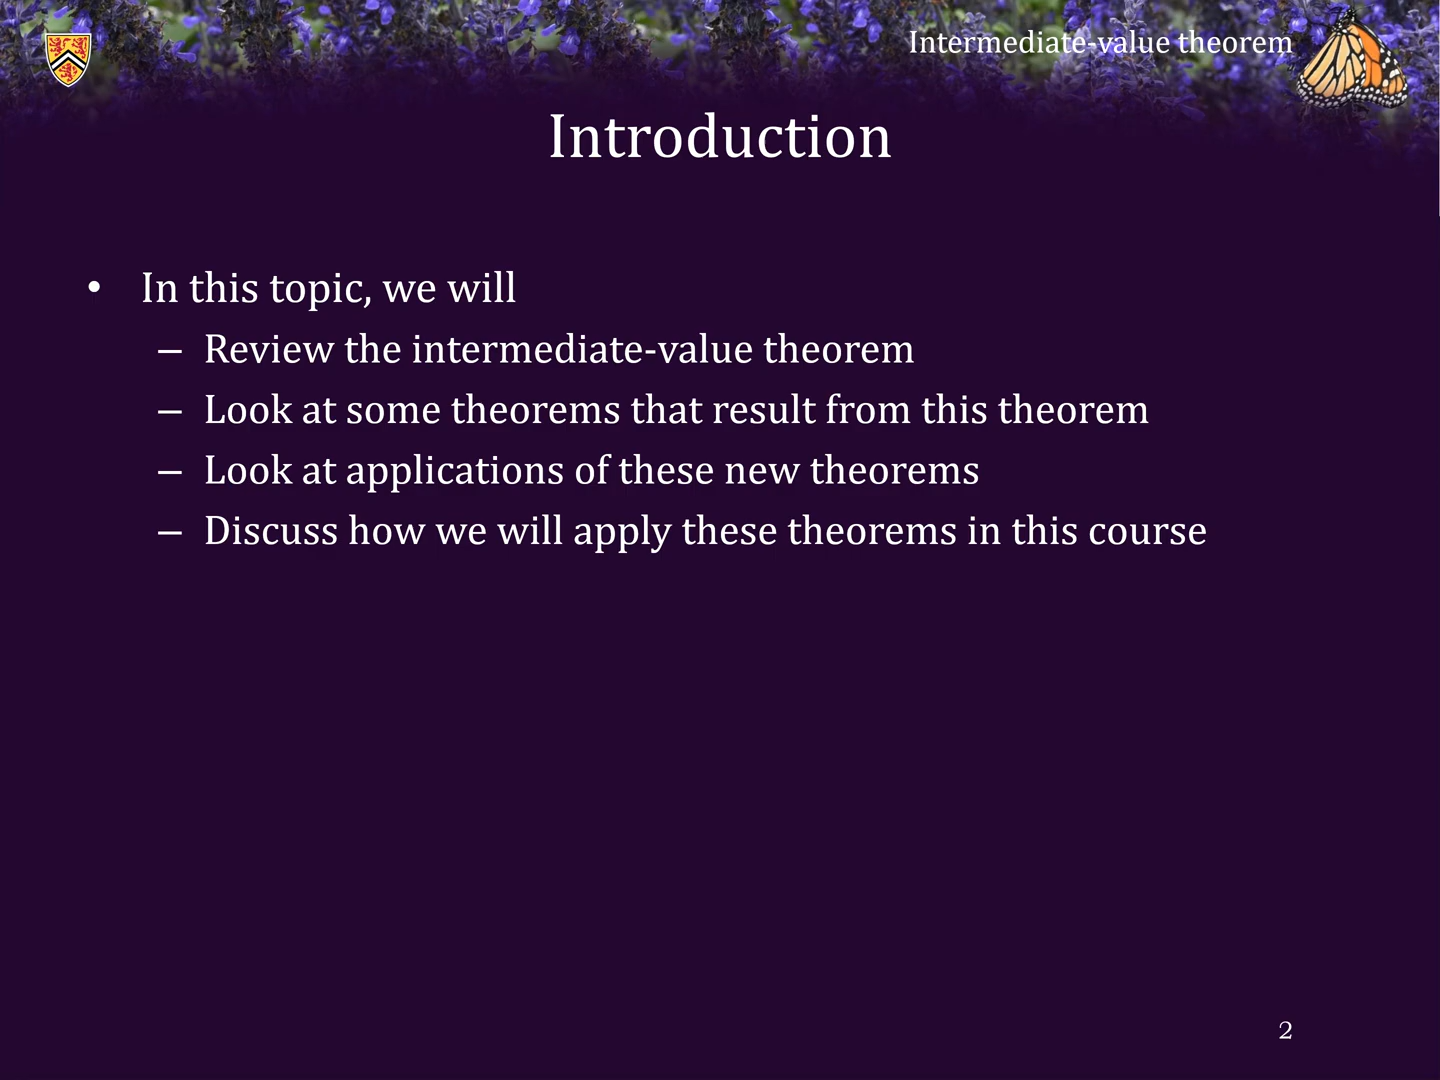 Intermediate-value theorem
Introduction
• In this topic, we will
– Review the intermediate-value theorem
– Look at some theorems that result from this theorem
– Look at applications of these new theorems
– Discuss how we will apply these theorems in this course
2